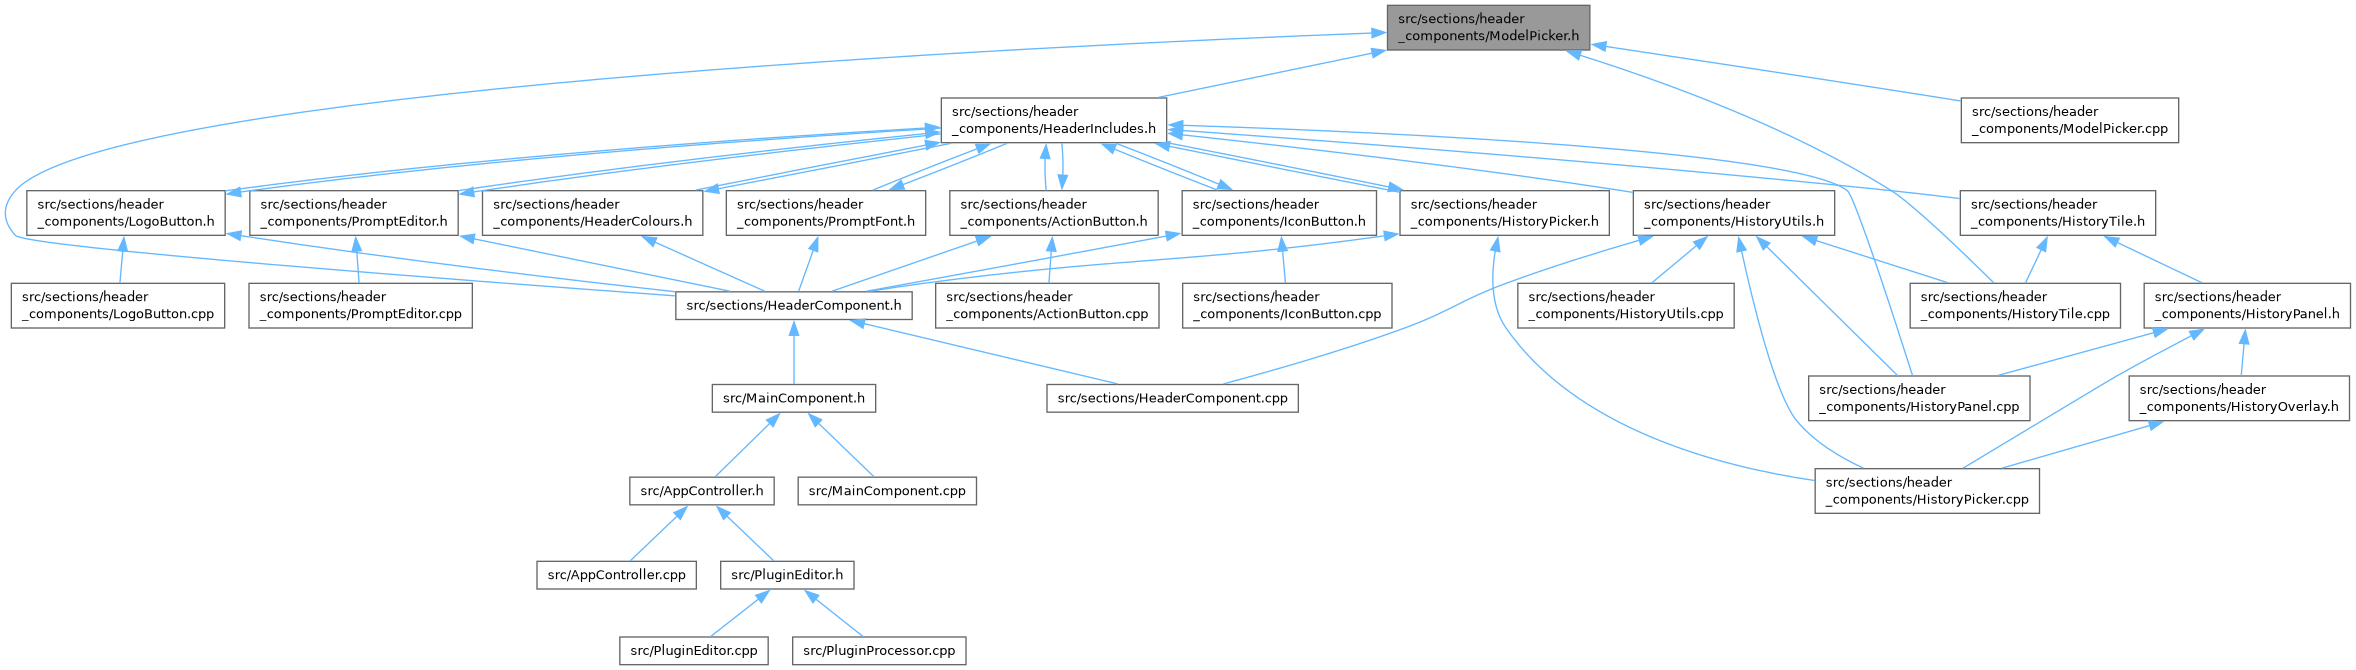 src/sections/header
_components/ModelPicker.h
src/sections/header
_components/HeaderIncludes.h
src/sections/header
_components/ModelPicker.cpp
src/sections/header
_components/LogoButton.h
src/sections/header
_components/PromptEditor.h
src/sections/header
_components/HeaderColours.h
src/sections/header
_components/PromptFont.h
src/sections/header
_components/ActionButton.h
src/sections/header
_components/IconButton.h
src/sections/header
_components/HistoryPicker.h
src/sections/header
_components/HistoryUtils.h
src/sections/header
_components/HistoryTile.h
src/sections/header
_components/LogoButton.cpp
src/sections/header
_components/PromptEditor.cpp
src/sections/HeaderComponent.h
src/sections/header
_components/ActionButton.cpp
src/sections/header
_components/IconButton.cpp
src/sections/header
_components/HistoryUtils.cpp
src/sections/header
_components/HistoryTile.cpp
src/sections/header
_components/HistoryPanel.h
src/MainComponent.h
src/sections/HeaderComponent.cpp
src/sections/header
_components/HistoryPanel.cpp
src/sections/header
_components/HistoryOverlay.h
src/AppController.h
src/MainComponent.cpp
src/sections/header
_components/HistoryPicker.cpp
src/AppController.cpp
src/PluginEditor.h
src/PluginEditor.cpp
src/PluginProcessor.cpp